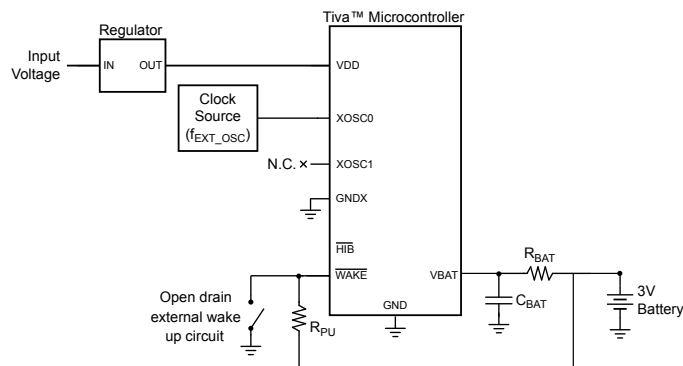 Tiva™ Microcontroller
Regulator
Input
Voltage
IN
OUT
VDD
Clock
Source
(fEXT_OSC)
XOSC0
N.C.
XOSC1
GNDX
HIB
WAKE
VBAT
RBAT
Open drain
external wake
up circuit
RPU
GND
CBAT
3V
Battery